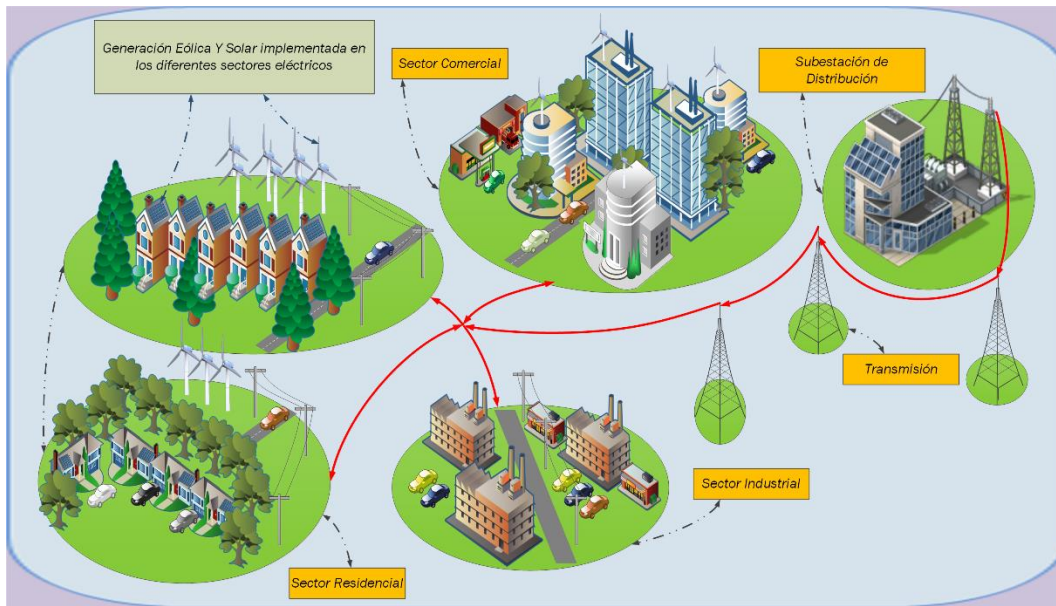 Generación Eólica Y Solar implementada en
los diferentes sectores eléctricos
Sector Comercial
Subestación de
Distribución
Transmisión
Sector Industrial
Sector Residencial